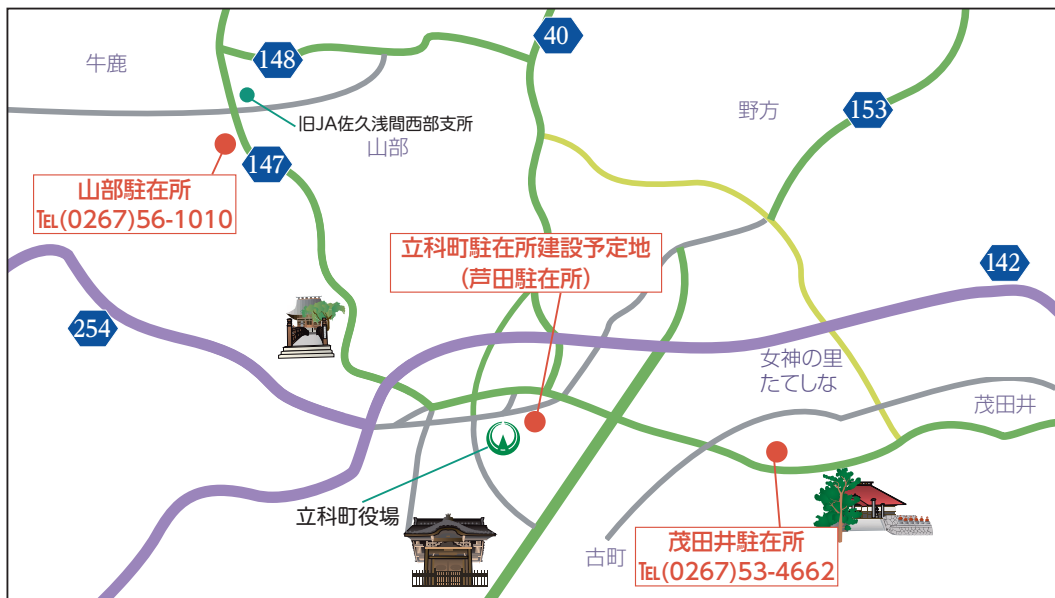 牛鹿
148
40
野方
153
旧JA佐久浅間西部支所
山部
147
山部駐在所
℡(0267)56-1010
立科町駐在所建設予定地
(芦田駐在所)
142
254
女神の里
たてしな
茂田井
立科町役場
古町
茂田井駐在所
℡(0267)53-4662